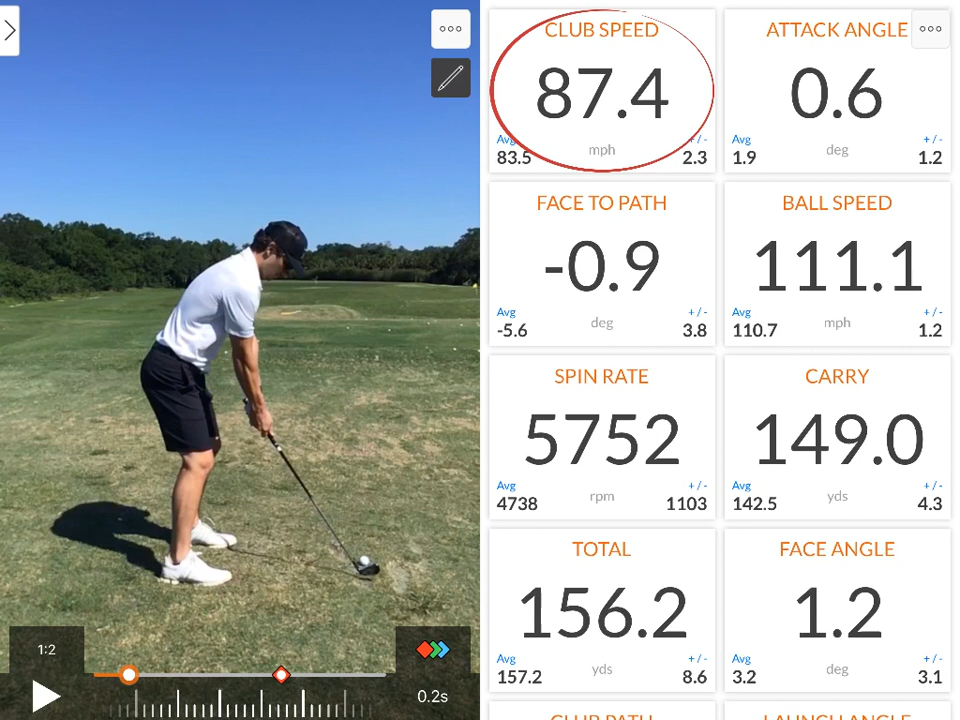 1:2
0.2s
CLUB SPEED
87.4
Avg
83.5
mph
+ / -
2.3
ATTACK ANGLE
0.6
Avg
1.9
deg
+ / -
1.2
FACE TO PATH
-0.9
Avg
-5.6
deg
+ / -
3.8
BALL SPEED
111.1
Avg
110.7
mph
+ / -
1.2
SPIN RATE
5752
Avg
4738
rpm
+ / -
1103
CARRY
149.0
Avg
142.5
yds
+ / -
4.3
TOTAL
156.2
Avg
157.2
yds
+ / -
8.6
FACE ANGLE
1.2
Avg
3.2
deg
+ / -
3.1
CLUB PATH
LAUNCH ANGLE